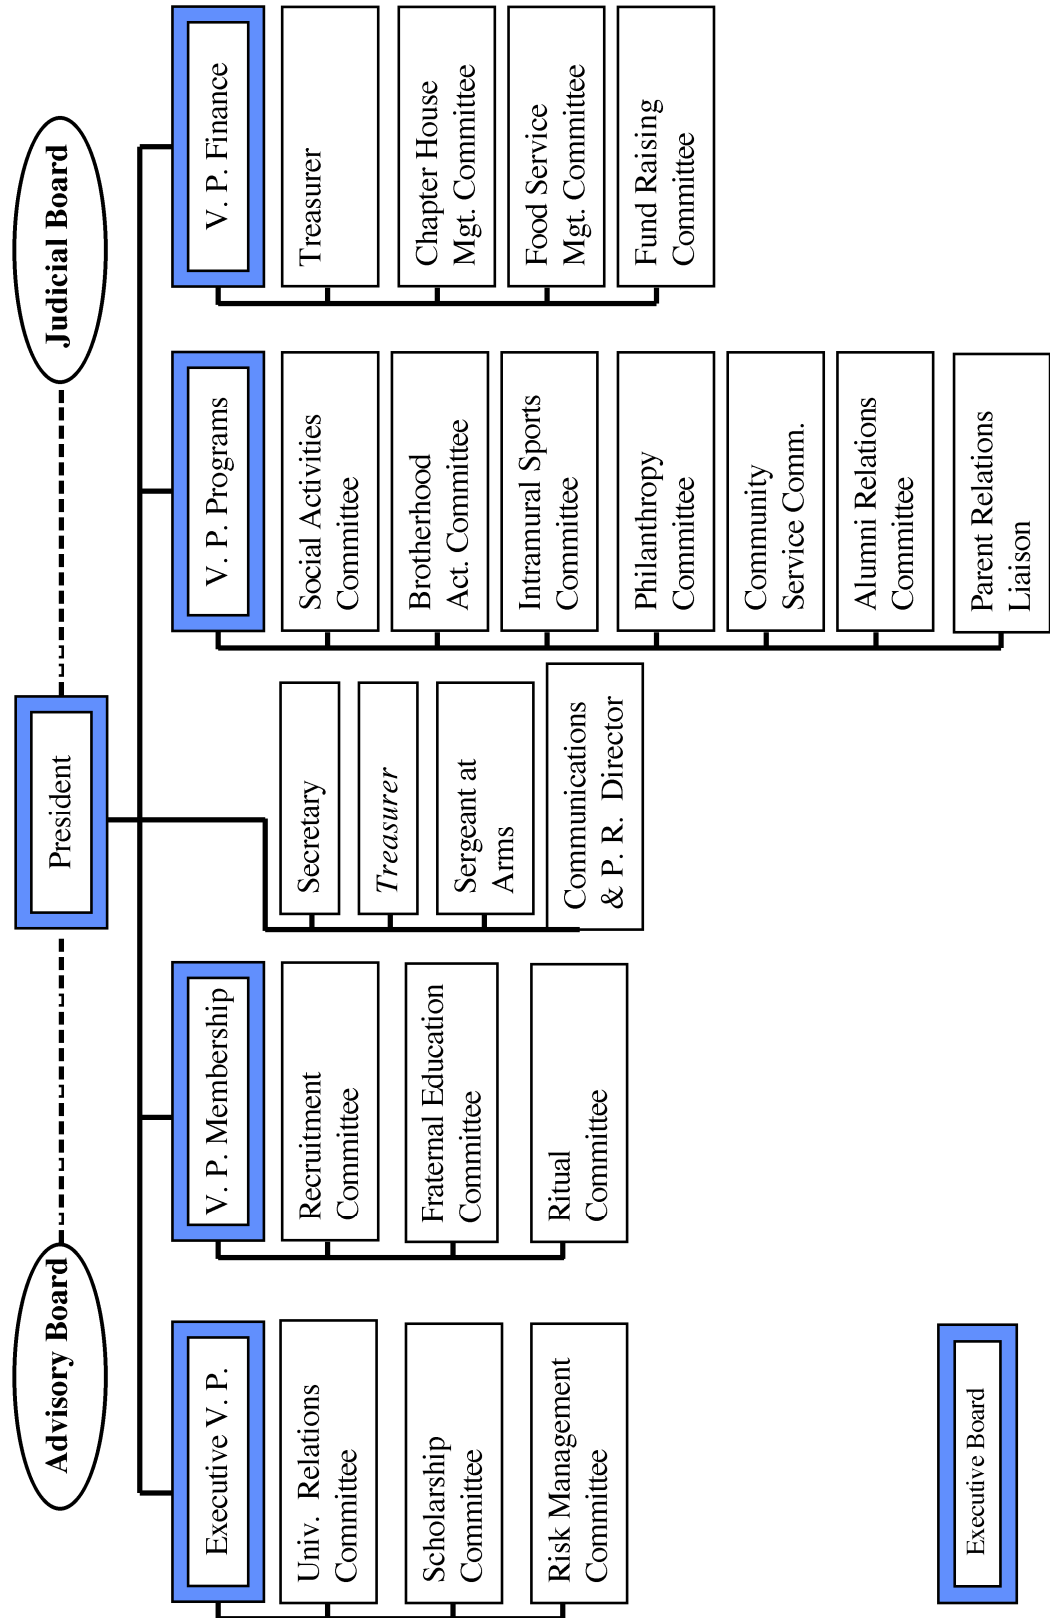 Advisory Board
President
Judicial Board
Executive V. P.
Univ.  Relations
Committee
Scholarship
Committee
Risk Management
Committee
V. P. Membership
Recruitment
Committee
Fraternal Education
Committee
Ritual
Committee
Secretary
Treasurer
Sergeant at
Arms
Communications
& P. R.  Director
V. P. Programs
Social Activities
Committee
Brotherhood
Act. Committee
Intramural Sports
Committee
Philanthropy
Committee
Community
Service Comm.
Alumni Relations
Committee
Parent Relations
Liaison
V. P. Finance
Treasurer
Chapter House
Mgt. Committee
Food Service
Mgt. Committee
Fund Raising
Committee
Executive Board